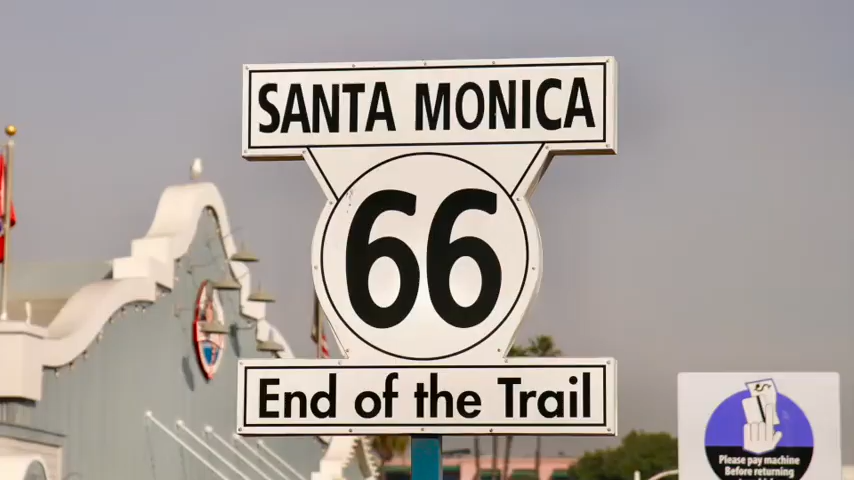 SANTA MONICA
66
End of the Trail
Please pay machine
Before returning